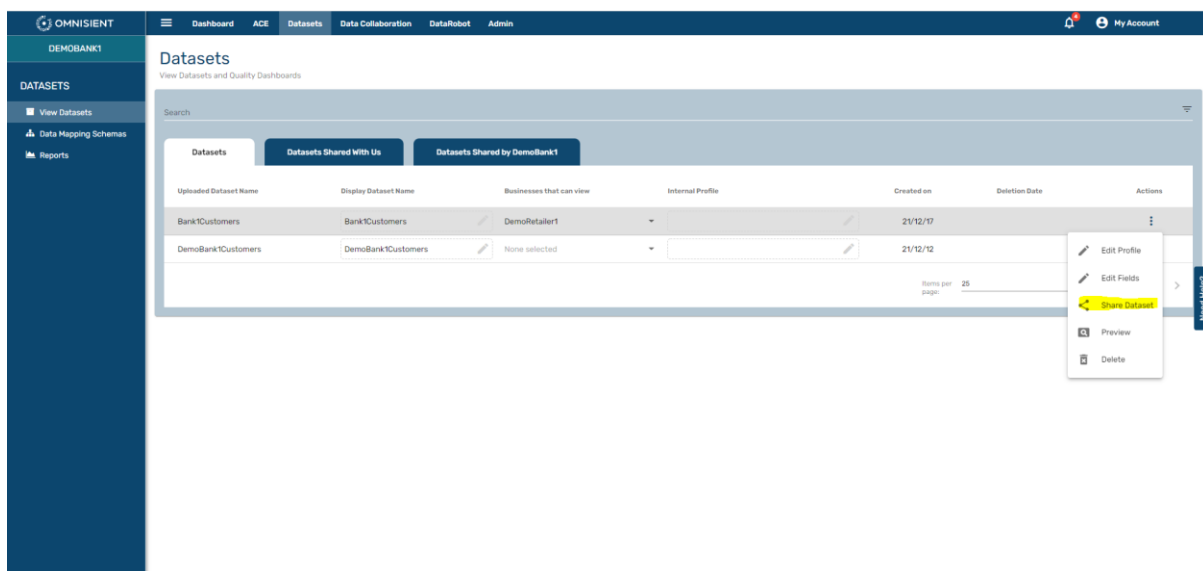 OMNISIENT
Dashboard ACE Datasets Data Collaboration DataRobot Admin
My Account
DEMOBANK1
DATASETS
View Datasets
Data Mapping Schemas
Reports
Datasets
View Datasets and Quality Dashboards
Search
Datasets Datasets Shared With Us Datasets Shared by DemoBank1
Uploaded Dataset Name Display Dataset Name Businesses that can view Internal Profile Created on Deletion Date Actions
Bank1Customers Bank1Customers DemoRetailer1 21/12/17
DemoBank1Customers DemoBank1Customers None selected 21/12/12
Items per page: 25
Edit Profile
Edit Fields
Share Dataset
Preview
Delete